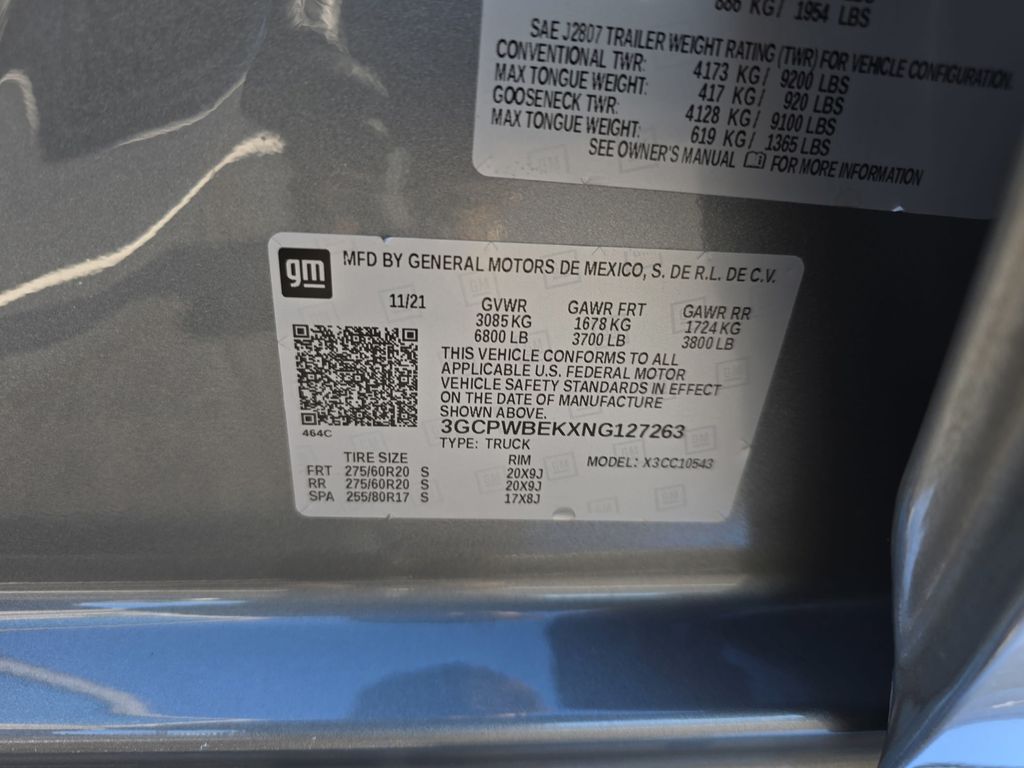 886 KG/ 1954 LBS
SAE J2807 TRAILER WEIGHT RATING (TWR) FOR VEHICLE CONFIGURATION.
CONVENTIONAL TWR: 4173 KG/ 9200 LBS
MAX TONGUE WEIGHT: 417 KG/ 920 LBS
GOOSENECK TWR: 4128 KG/ 9100 LBS
MAX TONGUE WEIGHT: 619 KG/ 1365 LBS
SEE OWNER'S MANUAL FOR MORE INFORMATION
gm MFD BY GENERAL MOTORS DE MEXICO, S. DE R.L. DE C.V.
11/21 GVWR GAWR FRT GAWR RR
3085 KG 1678 KG 1724 KG
6800 LB 3700 LB 3800 LB
THIS VEHICLE CONFORMS TO ALL
APPLICABLE U.S. FEDERAL MOTOR
VEHICLE SAFETY STANDARDS IN EFFECT
ON THE DATE OF MANUFACTURE
SHOWN ABOVE.
464C 3GCPWBEKXNG127263
TYPE: TRUCK
TIRE SIZE RIM MODEL: X3CC10543
FRT 275/60R20 S 20X9J
RR 275/60R20 S 20X9J
SPA 255/80R17 S 17X8J